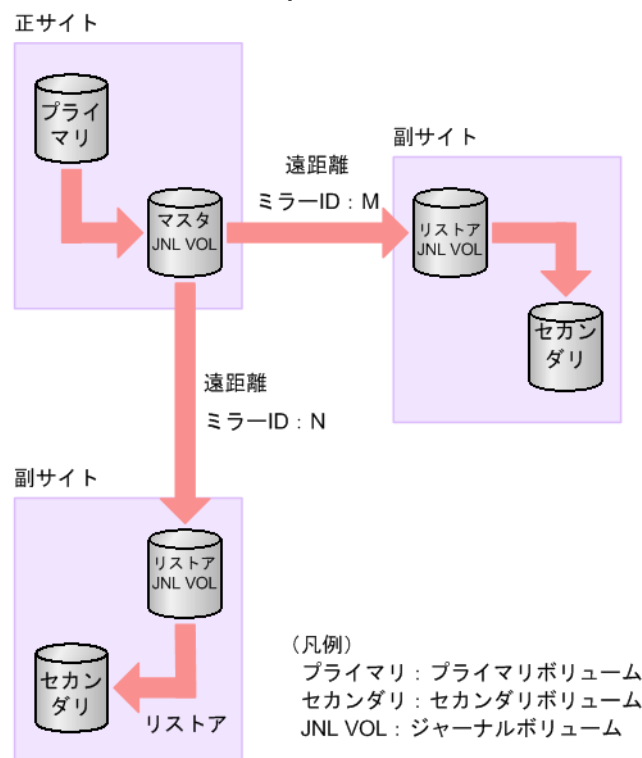 正サイト
プライ
マリ
マスタ
JNL VOL
遠距離
ミラーID：M
副サイト
リストア
JNL VOL
セカン
ダリ
遠距離
ミラーID：N
副サイト
リストア
JNL VOL
セカン
ダリ
リストア
（凡例）
プライマリ：プライマリボリューム
セカンダリ：セカンダリボリューム
JNL VOL：ジャーナルボリューム